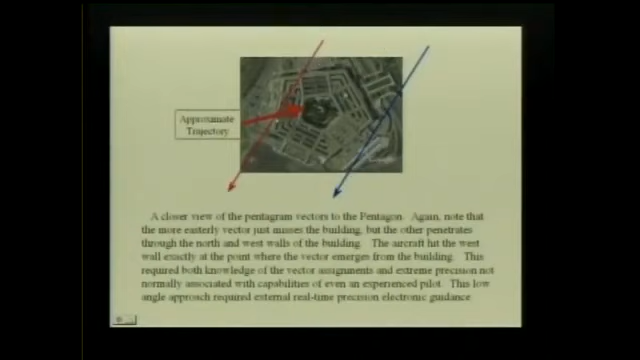 Approximate
Trajectory
A closer view of the pentagram vectors to the Pentagon. Again, note that
the more easterly vector just misses the building, but the other penetrates
through the north and west walls of the building. The aircraft hit the west
wall exactly at the point where the vector emerges from the building. This
required both knowledge of the vector assignments and extreme precision not
normally associated with capabilities of even an experienced pilot. This low
angle approach required external real-time precision electronic guidance